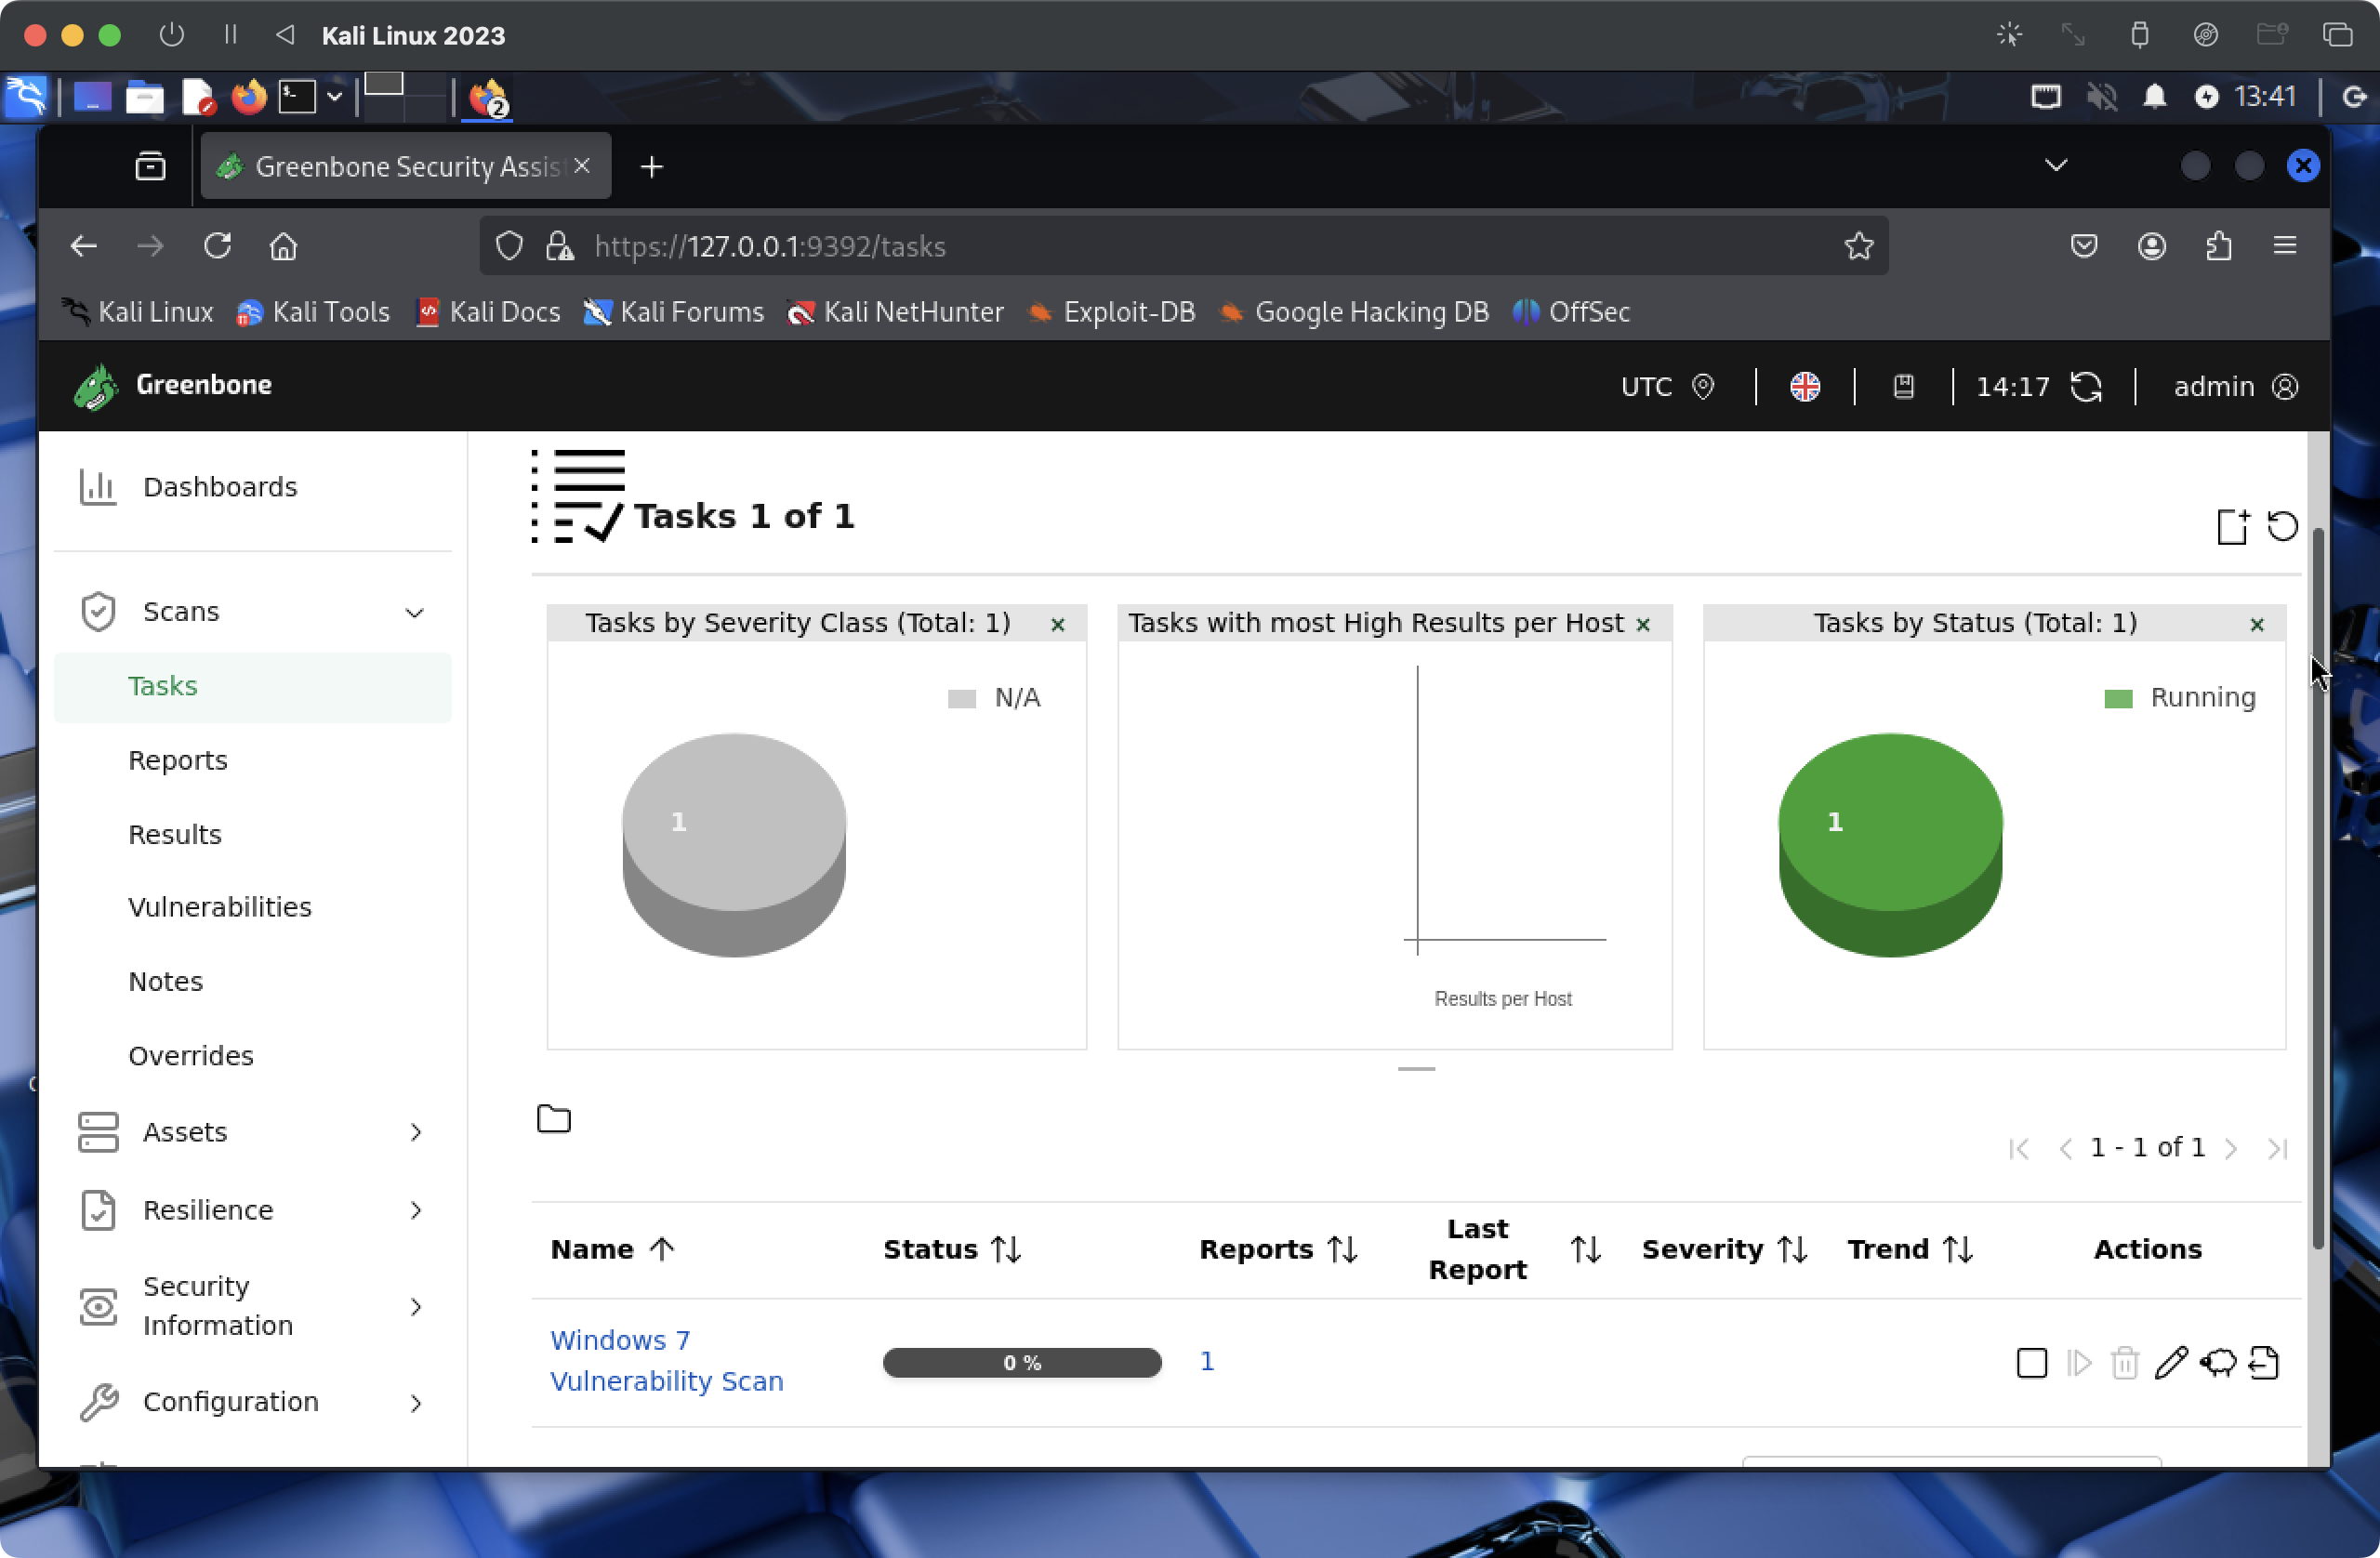 Kali Linux 2023
13:41
2
Greenbone Security Assis
https://127.0.0.1:9392/tasks
Kali Linux
Kali Tools
Kali Docs
Kali Forums
Kali NetHunter
Exploit-DB
Google Hacking DB
OffSec
Greenbone
UTC
14:17
admin
Dashboards
Scans
Tasks
Reports
Results
Vulnerabilities
Notes
Overrides
Assets
Resilience
Security
Information
Configuration
Tasks 1 of 1
Tasks by Severity Class (Total: 1)
N/A
1
Tasks with most High Results per Host
Results per Host
Tasks by Status (Total: 1)
Running
1
1 - 1 of 1
Name
Status
Reports
Last
Report
Severity
Trend
Actions
Windows 7
Vulnerability Scan
0 %
1